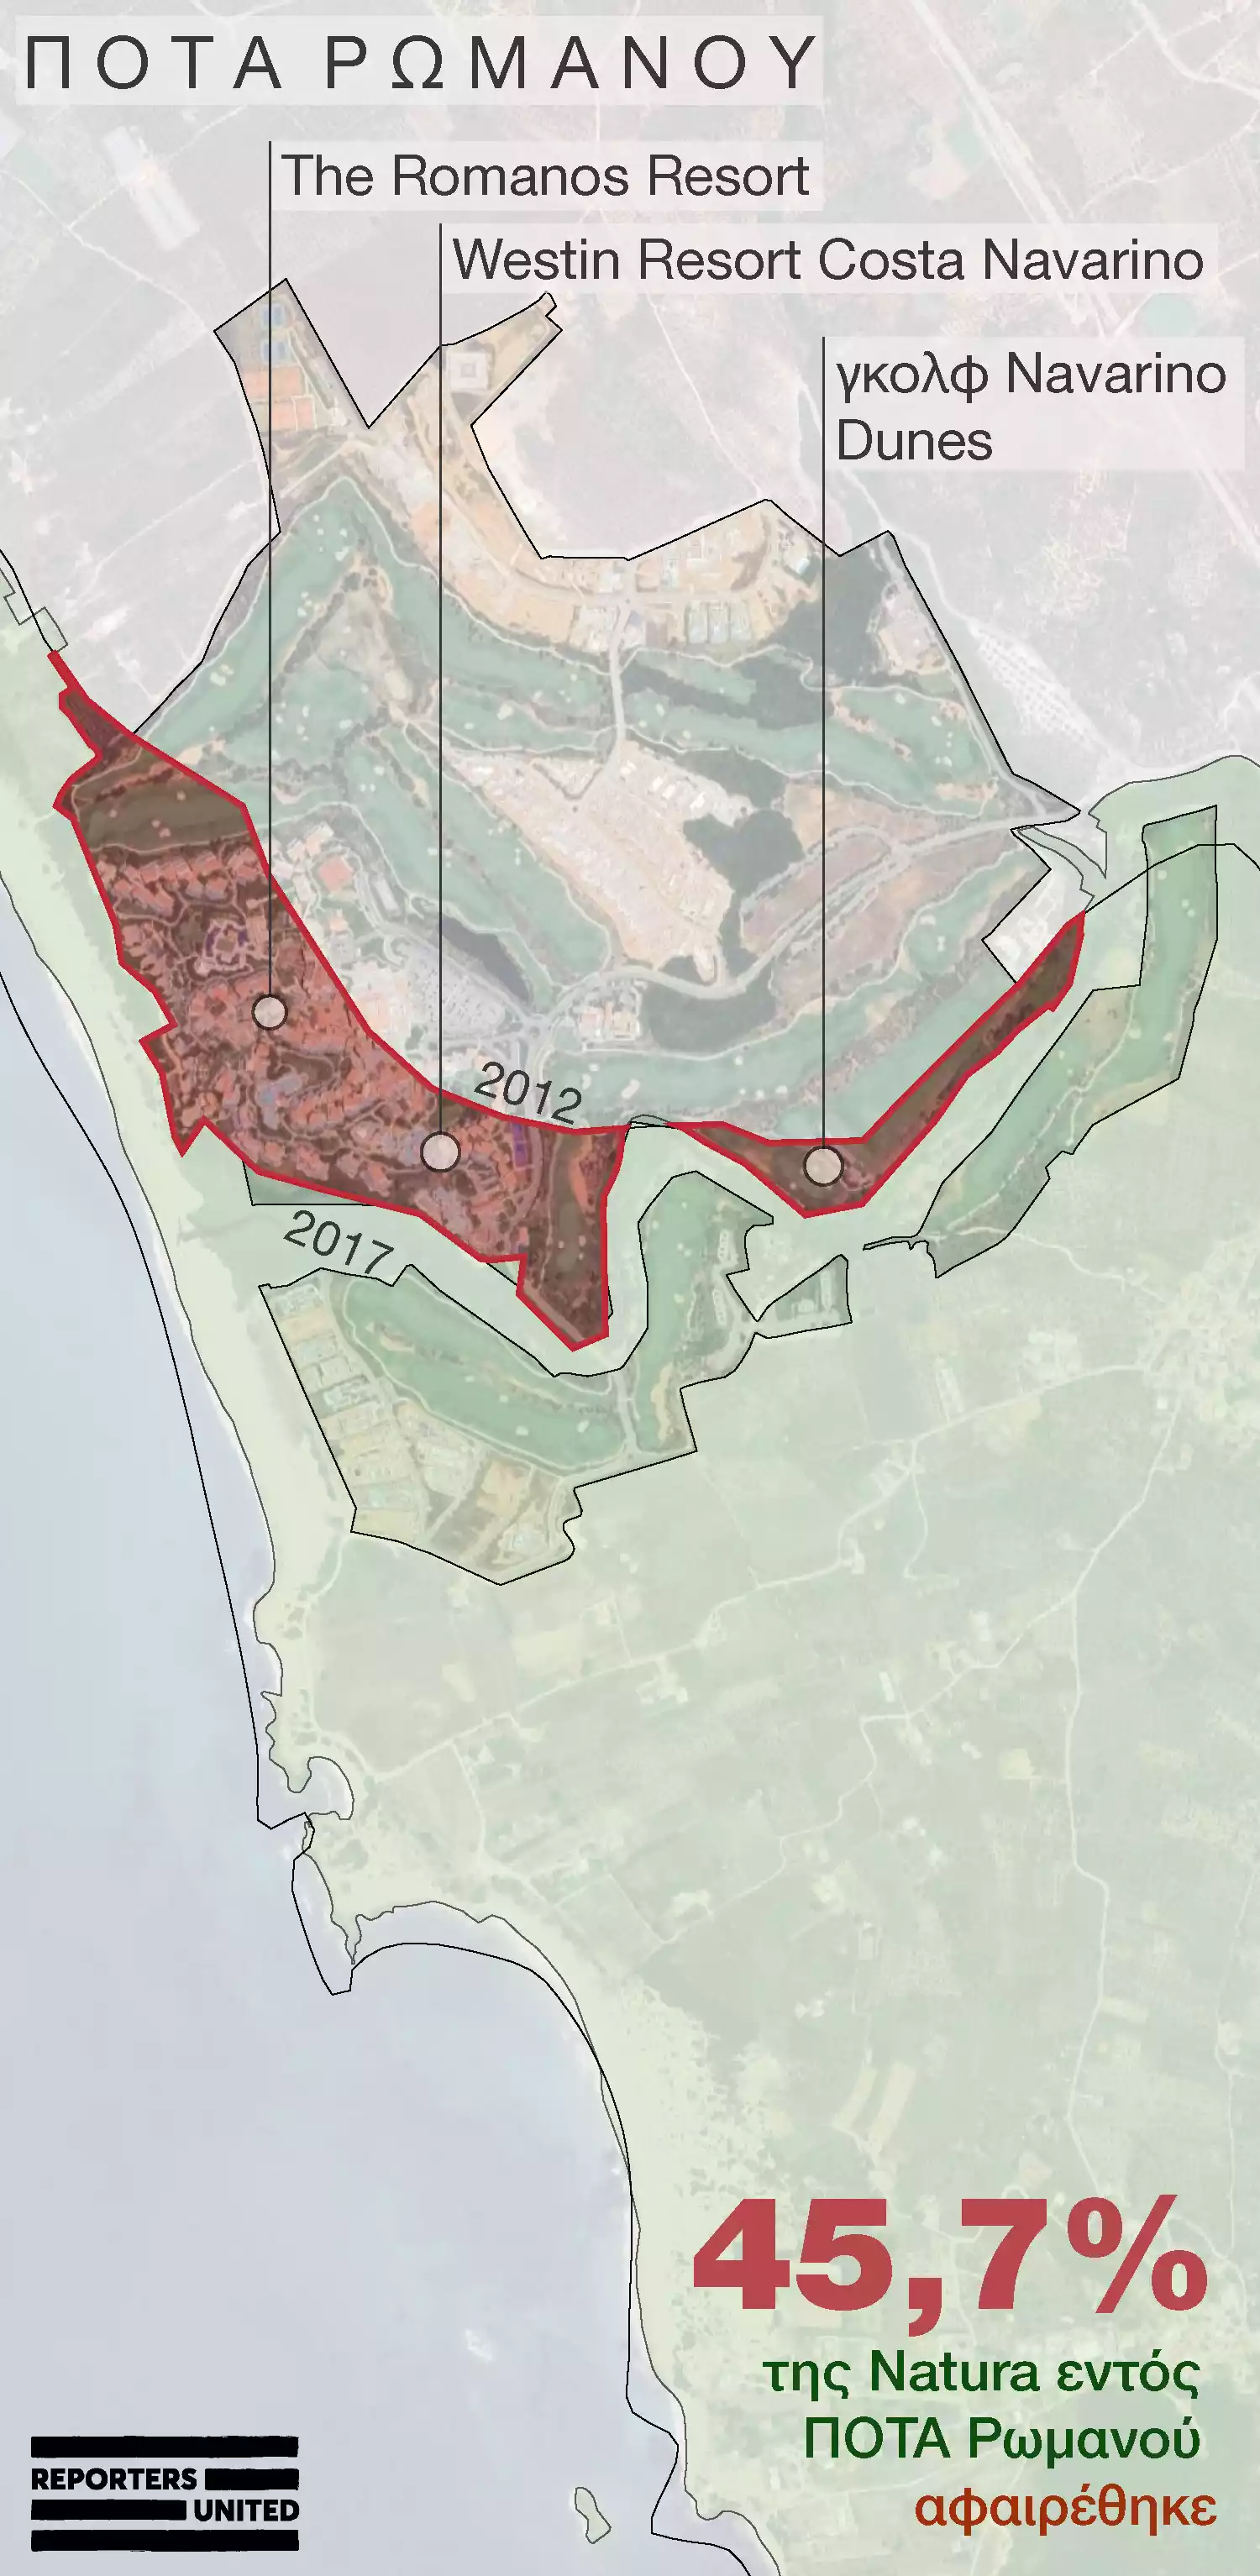 ΠΟΤΑ ΡΩΜΑΝΟΥ
The Romanos Resort
Westin Resort Costa Navarino
γκολφ Navarino
Dunes
2012
2017
45,7%
της Natura εντός
ΠΟΤΑ Ρωμανού
αφαιρέθηκε
REPORTERS
UNITED